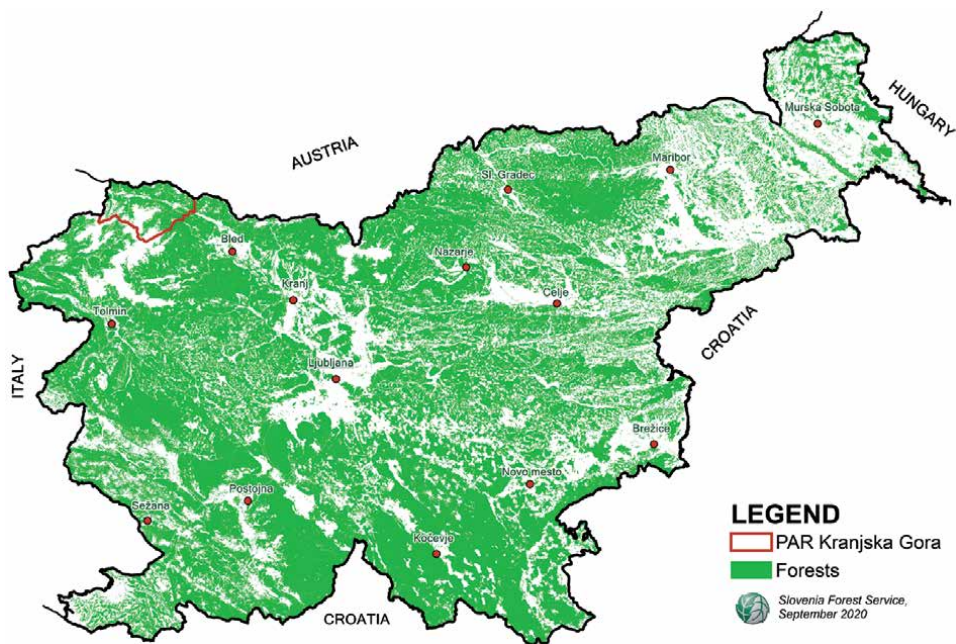 HUNGARY
Murska Sobota
AUSTRIA
Maribor
Sl. Gradec
Bled
Nazarje
Kranj
Celje
Tolmin
CROATIA
Ljubljana
ITALY
Brežice
Novo mesto
Postojna
Sežana
Kočevje
CROATIA
LEGEND
PAR Kranjska Gora
Forests
Slovenia Forest Service,
September 2020